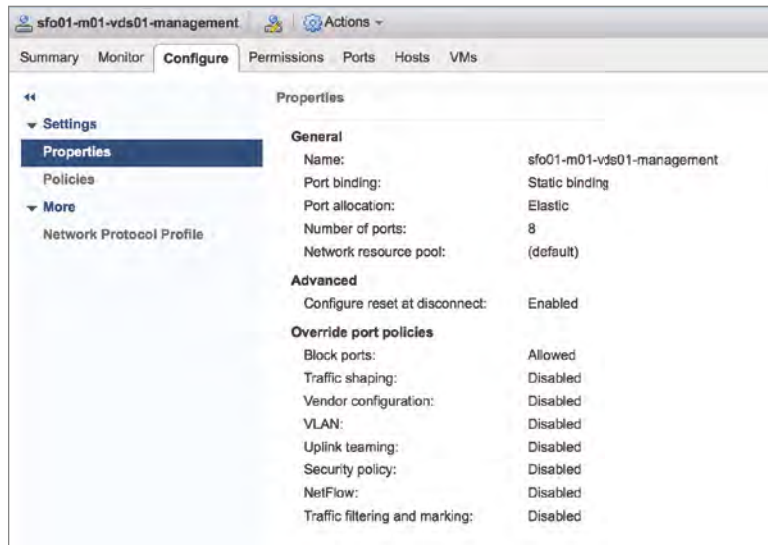 sfo01-m01-vds01-management Actions
Summary Monitor Configure Permissions Ports Hosts VMs
Settings
Properties
Policies
More
Network Protocol Profile
Properties
General
Name: sfo01-m01-vds01-management
Port binding: Static binding
Port allocation: Elastic
Number of ports: 8
Network resource pool: (default)
Advanced
Configure reset at disconnect: Enabled
Override port policies
Block ports: Allowed
Traffic shaping: Disabled
Vendor configuration: Disabled
VLAN: Disabled
Uplink teaming: Disabled
Security policy: Disabled
NetFlow: Disabled
Traffic filtering and marking: Disabled